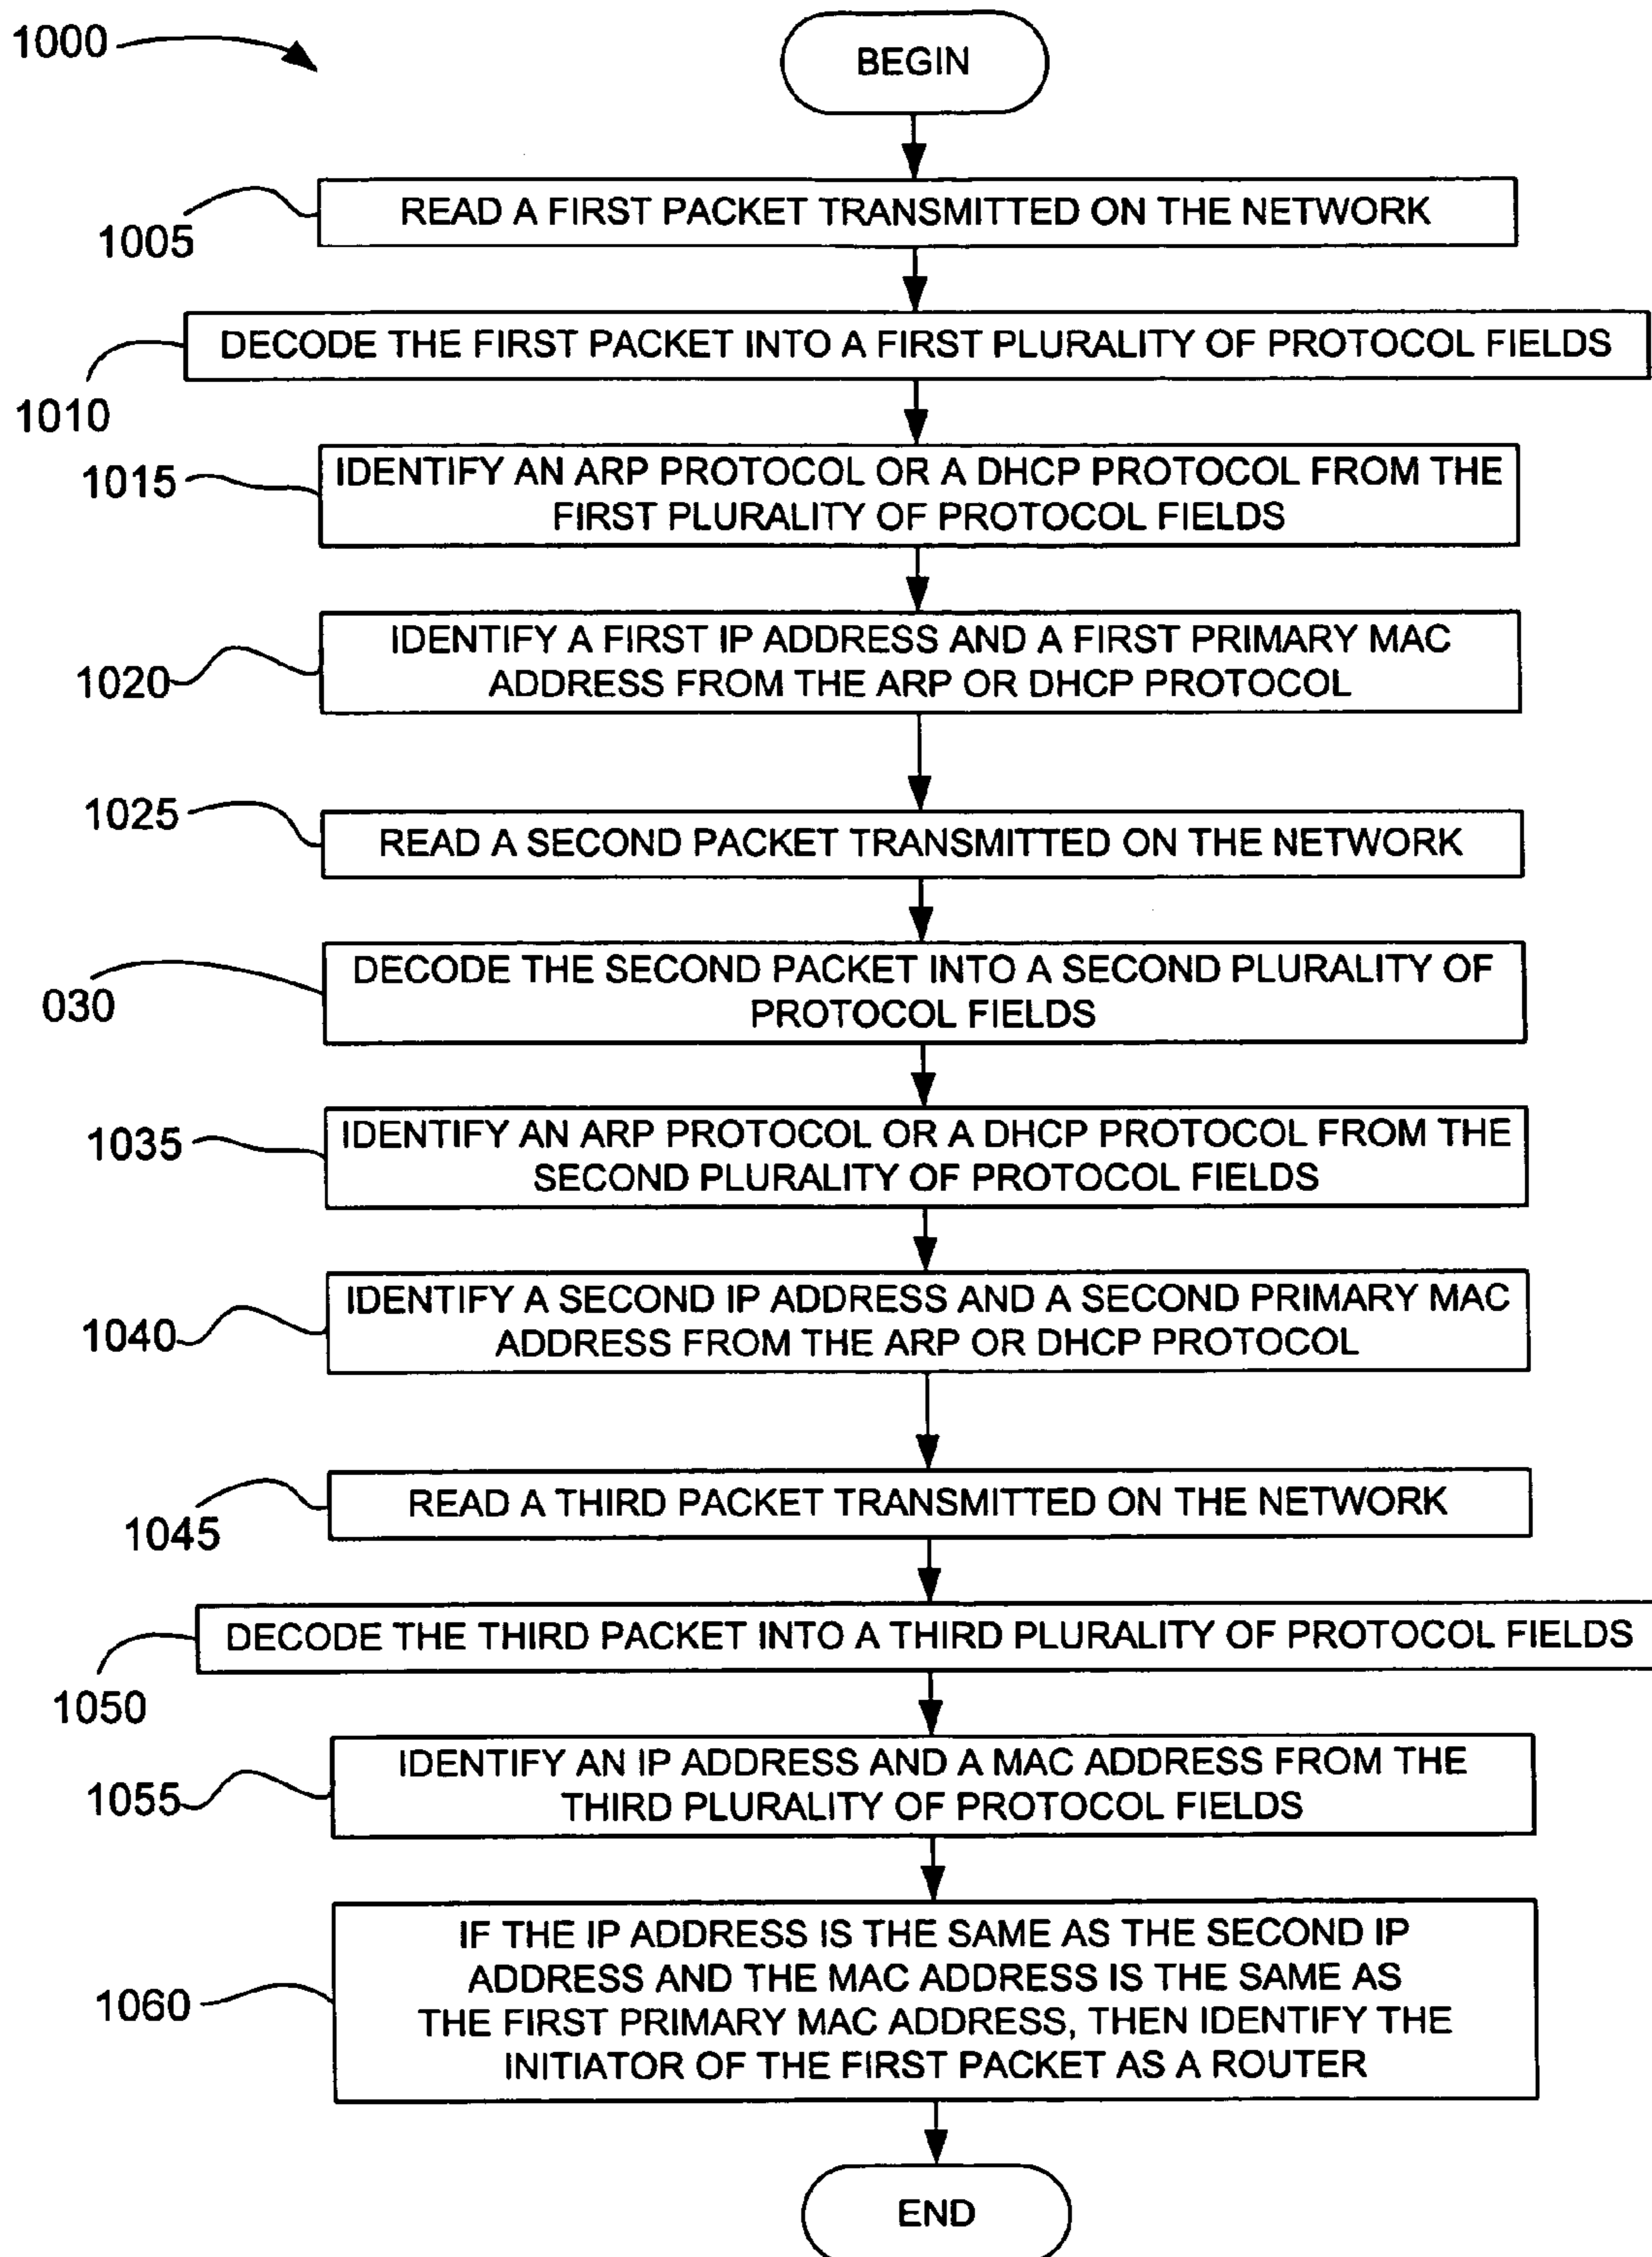 1000
BEGIN
READ A FIRST PACKET TRANSMITTED ON THE NETWORK
1005
DECODE THE FIRST PACKET INTO A FIRST PLURALITY OF PROTOCOL FIELDS
1010
1015
IDENTIFY AN ARP PROTOCOL OR A DHCP PROTOCOL FROM THE
FIRST PLURALITY OF PROTOCOL FIELDS
1020
IDENTIFY A FIRST IP ADDRESS AND A FIRST PRIMARY MAC
ADDRESS FROM THE ARP OR DHCP PROTOCOL
1025
READ A SECOND PACKET TRANSMITTED ON THE NETWORK
DECODE THE SECOND PACKET INTO A SECOND PLURALITY OF
PROTOCOL FIELDS
030
1035
IDENTIFY AN ARP PROTOCOL OR A DHCP PROTOCOL FROM THE
SECOND PLURALITY OF PROTOCOL FIELDS
1040
IDENTIFY A SECOND IP ADDRESS AND A SECOND PRIMARY MAC
ADDRESS FROM THE ARP OR DHCP PROTOCOL
READ A THIRD PACKET TRANSMITTED ON THE NETWORK
1045
DECODE THE THIRD PACKET INTO A THIRD PLURALITY OF PROTOCOL FIELDS
1050
IDENTIFY AN IP ADDRESS AND A MAC ADDRESS FROM THE
THIRD PLURALITY OF PROTOCOL FIELDS
1055
IF THE IP ADDRESS IS THE SAME AS THE SECOND IP
ADDRESS AND THE MAC ADDRESS IS THE SAME AS
THE FIRST PRIMARY MAC ADDRESS, THEN IDENTIFY THE
INITIATOR OF THE FIRST PACKET AS A ROUTER
1060
END